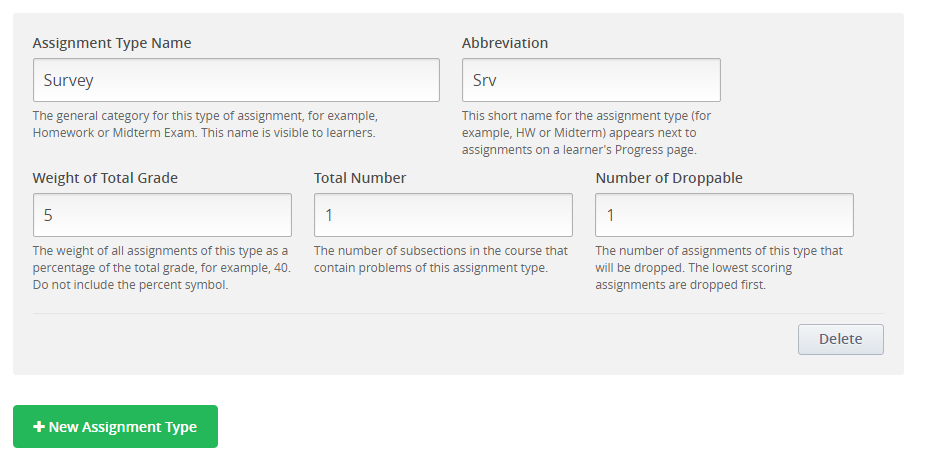 Assignment Type Name
Abbreviation
Survey
Srv
The general category for this type of assignment, for example,
Homework or Midterm Exam. This name is visible to learners.
This short name for the assignment type (for
example, HW or Midterm) appears next to
assignments on a learner's Progress page.
Weight of Total Grade
Total Number
Number of Droppable
5
1
1
The weight of all assignments of this type as a
percentage of the total grade, for example, 40.
Do not include the percent symbol.
The number of subsections in the course that
contain problems of this assignment type.
The number of assignments of this type that
will be dropped. The lowest scoring
assignments are dropped first.
Delete
+ New Assignment Type